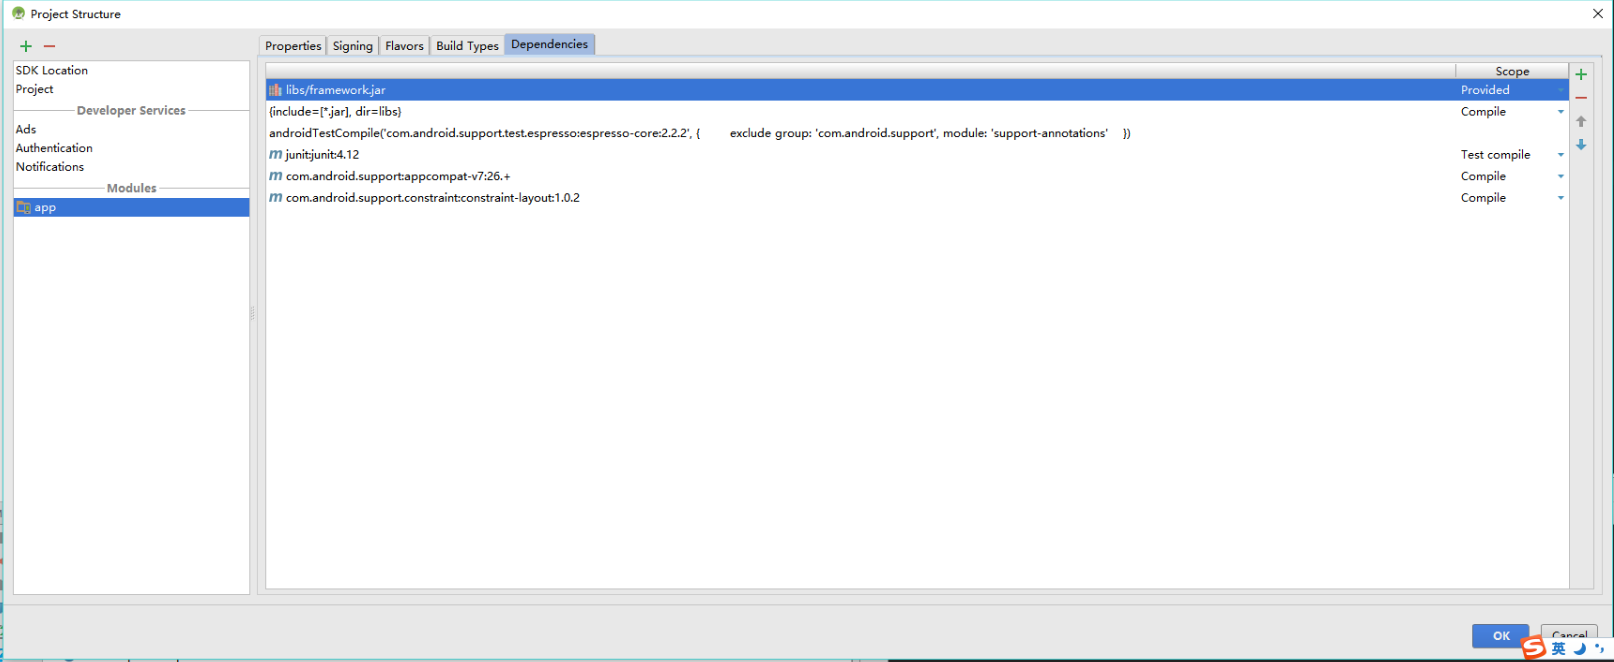 Project Structure
Properties
Signing
Flavors
Build Types
Dependencies
SDK Location
Project
Developer Services
Ads
Authentication
Notifications
Modules
app
Scope
libs/framework.jar Provided
{include=[*.jar], dir=libs} Compile
androidTestCompile('com.android.support.test.espresso:espresso-core:2.2.2', { exclude group: 'com.android.support', module: 'support-annotations' })
m junit:junit:4.12 Test compile
m com.android.support:appcompat-v7:26.+ Compile
m com.android.support.constraint:constraint-layout:1.0.2 Compile
OK
Cancel
S 英